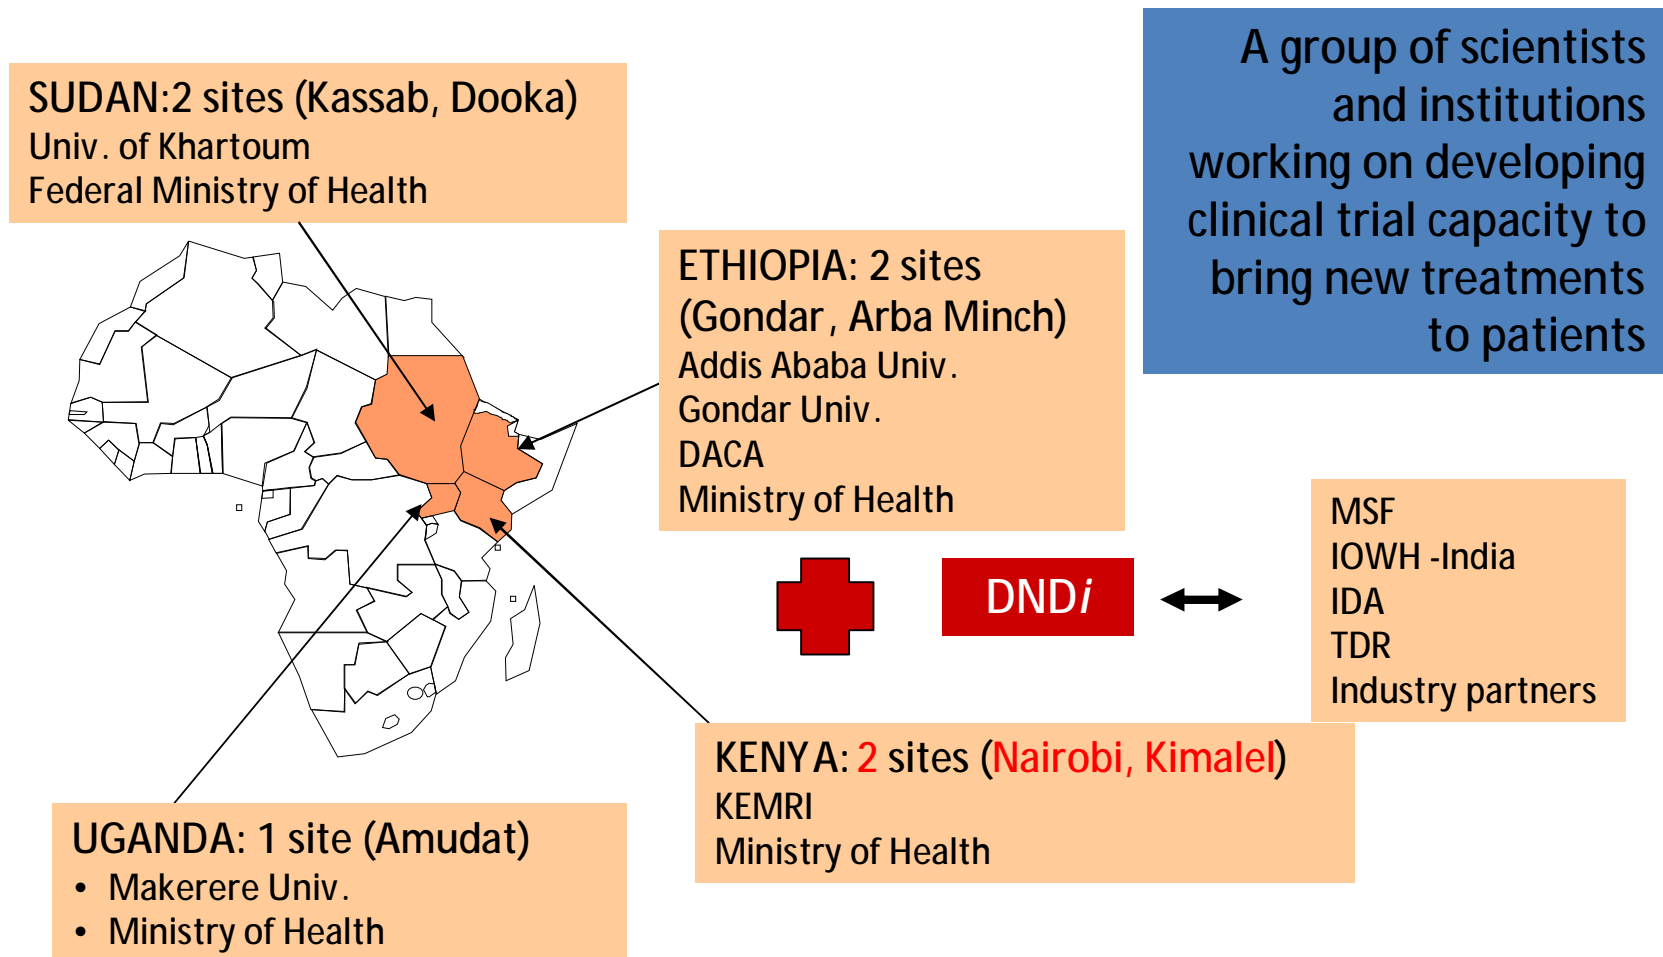 A group of scientists
and institutions
working on developing
clinical trial capacity to
bring new treatments
to patients
SUDAN:2 sites (Kassab, Dooka)
Univ. of Khartoum
Federal Ministry of Health
ETHIOPIA: 2 sites
(Gondar, Arba Minch)
Addis Ababa Univ.
Gondar Univ.
DACA
Ministry of Health
MSF
IOWH -India
IDA
TDR
Industry partners
DNDi
KENYA: 2 sites (Nairobi, Kimalel)
KEMRI
Ministry of Health
UGANDA: 1 site (Amudat)
• Makerere Univ.
• Ministry of Health